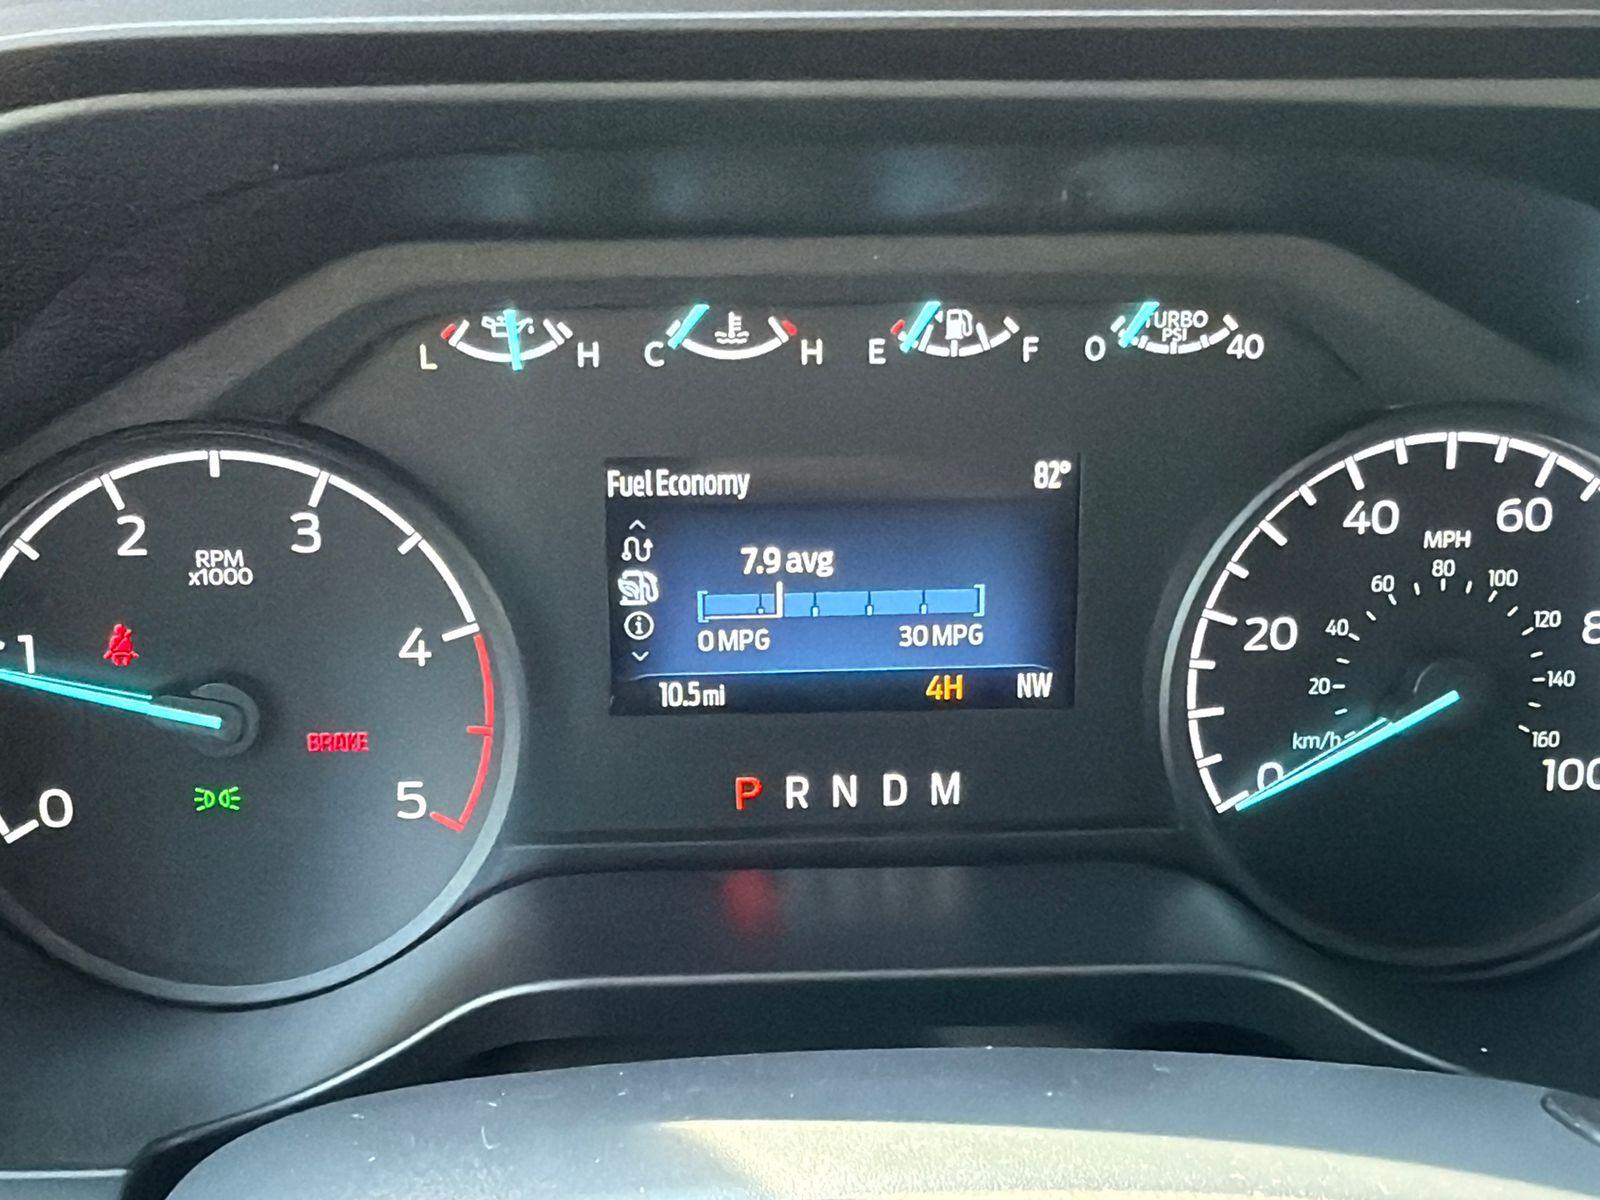 L H
C H
E F
0 TURBO PSI 40
Fuel Economy 82°
7.9 avg
0 MPG 30 MPG
10.5 mi 4H NW
P R N D M
0 1 2 3 4 5
RPM
x1000
BRAKE
0 20 40 60 8 100
MPH
km/h 20 40 60 80 100 120 140 160